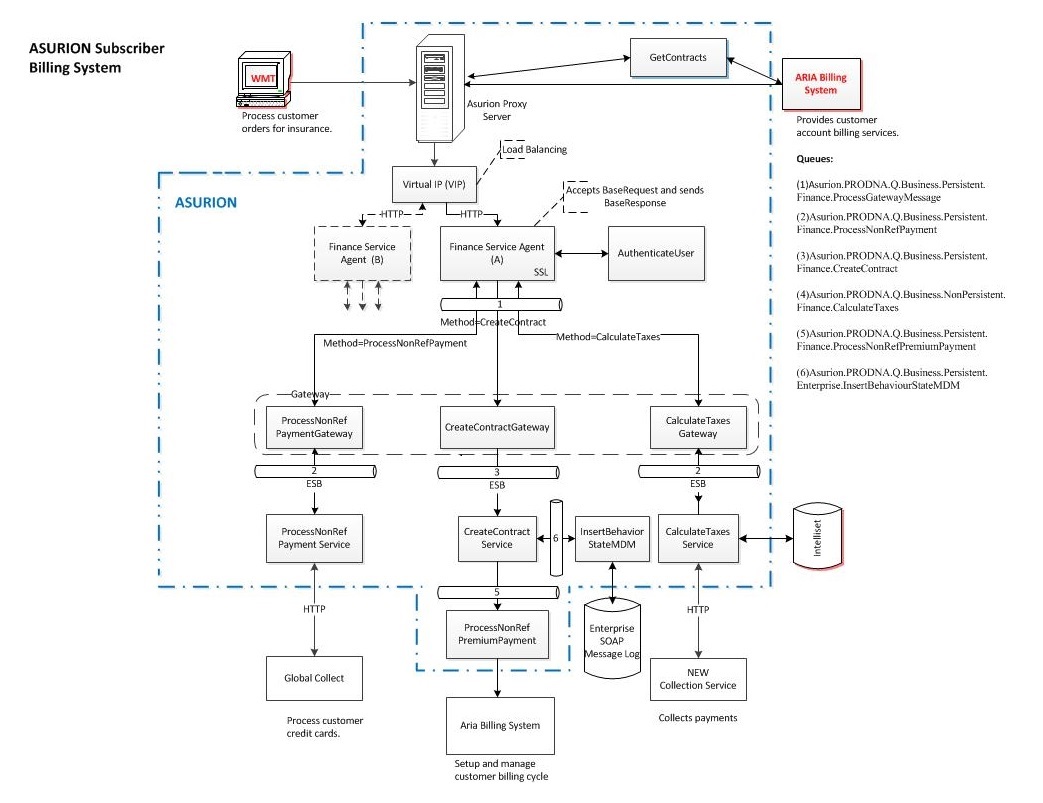 ASURION Subscriber
Billing System
WMT
Process customer
orders for insurance.
Asurion Proxy
Server
GetContracts
ARIA Billing
System
Provides customer
account billing services.
Queues:
(1)Asurion.PRODNA.Q.Business.Persistent.
Finance.ProcessGatewayMessage
(2)Asurion.PRODNA.Q.Business.Persistent.
Finance.ProcessNonRefPayment
(3)Asurion.PRODNA.Q.Business.Persistent.
Finance.CreateContract
(4)Asurion.PRODNA.Q.Business.NonPersistent.
Finance.CalculateTaxes
(5)Asurion.PRODNA.Q.Business.Persistent.
Finance.ProcessNonRefPremiumPayment
(6)Asurion.PRODNA.Q.Business.Persistent.
Enterprise.InsertBehaviourStateMDM
Load Balancing
Virtual IP (VIP)
Accepts BaseRequest and sends
BaseResponse
ASURION
HTTP
HTTP
Finance Service
Agent (B)
Finance Service Agent
(A)
SSL
AuthenticateUser
1
Method=CreateContract
Method=ProcessNonRefPayment
Method=CalculateTaxes
Gateway
ProcessNonRef
PaymentGateway
CreateContractGateway
CalculateTaxes
Gateway
2
ESB
3
ESB
2
ESB
ProcessNonRef
Payment Service
CreateContract
Service
6
InsertBehavior
StateMDM
CalculateTaxes
Service
Intelliset
5
HTTP
HTTP
ProcessNonRef
PremiumPayment
Enterprise
SOAP
Message Log
Global Collect
NEW
Collection Service
Process customer
credit cards.
Aria Billing System
Collects payments
Setup and manage
customer billing cycle